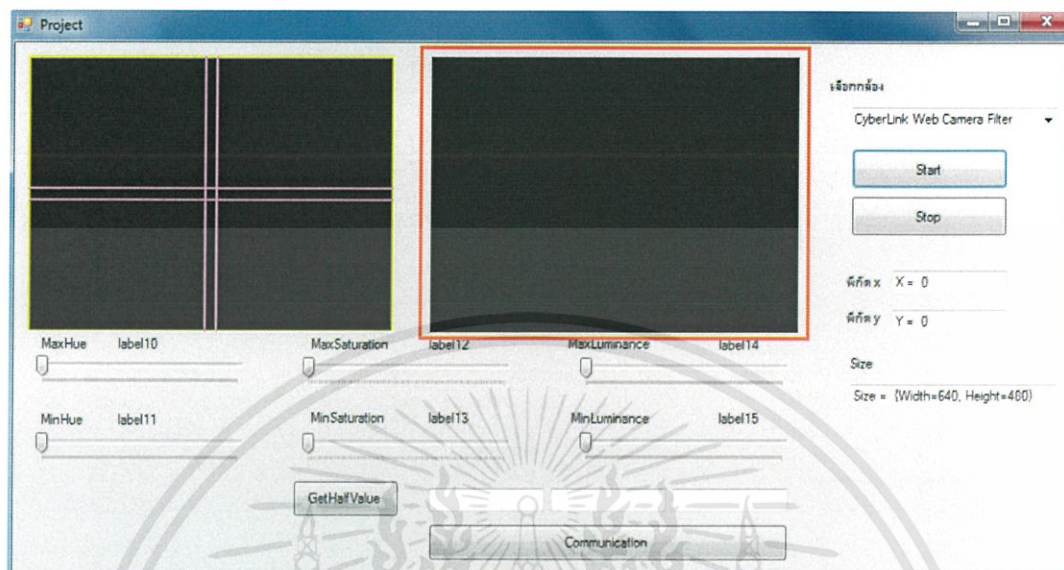 Project
เลือกกล้อง
CyberLink Web Camera Filter
Start
Stop
พิกัด x X = 0
พิกัด y Y = 0
Size
Size = {Width=640, Height=480}
MaxHue label10 MaxSaturation label12 MaxLuminance label14
MinHue label11 MinSaturation label13 MinLuminance label15
GetHalfValue
Communication